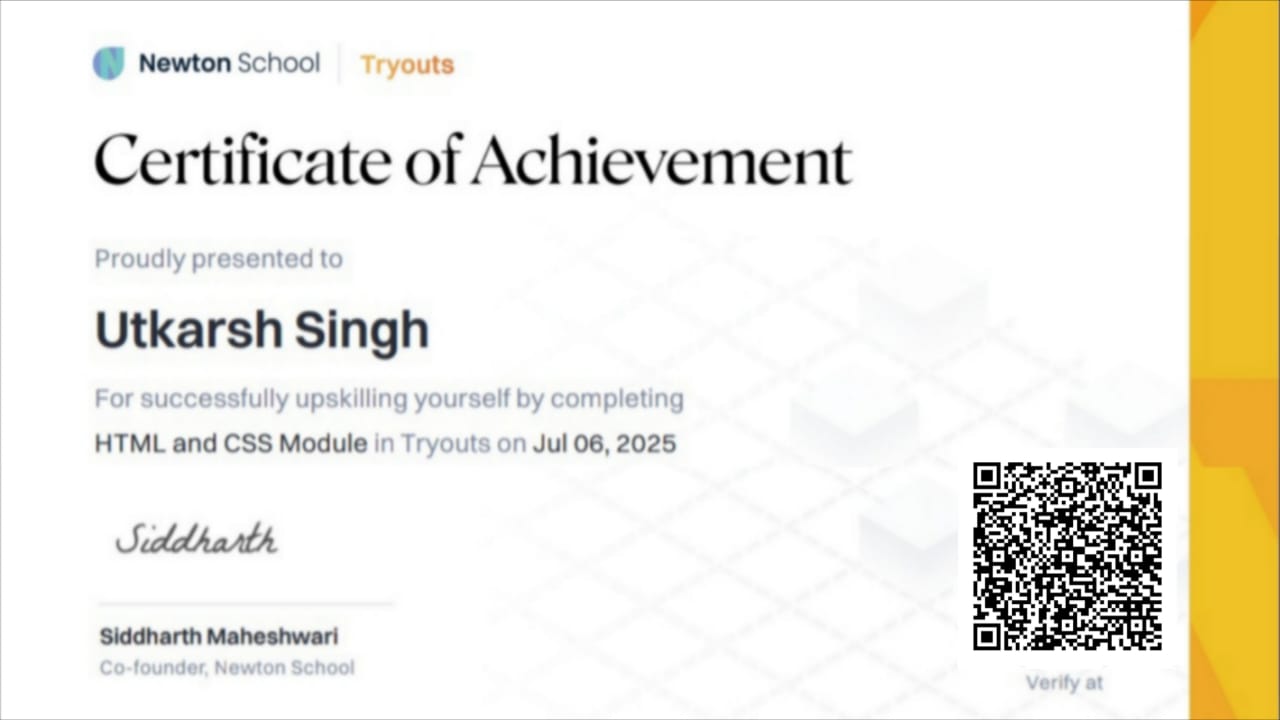 Newton School | Tryouts
Certificate of Achievement
Proudly presented to
Utkarsh Singh
For successfully upskilling yourself by completing
HTML and CSS Module in Tryouts on Jul 06, 2025
Siddharth
Siddharth Maheshwari
Co-founder, Newton School
Verify at